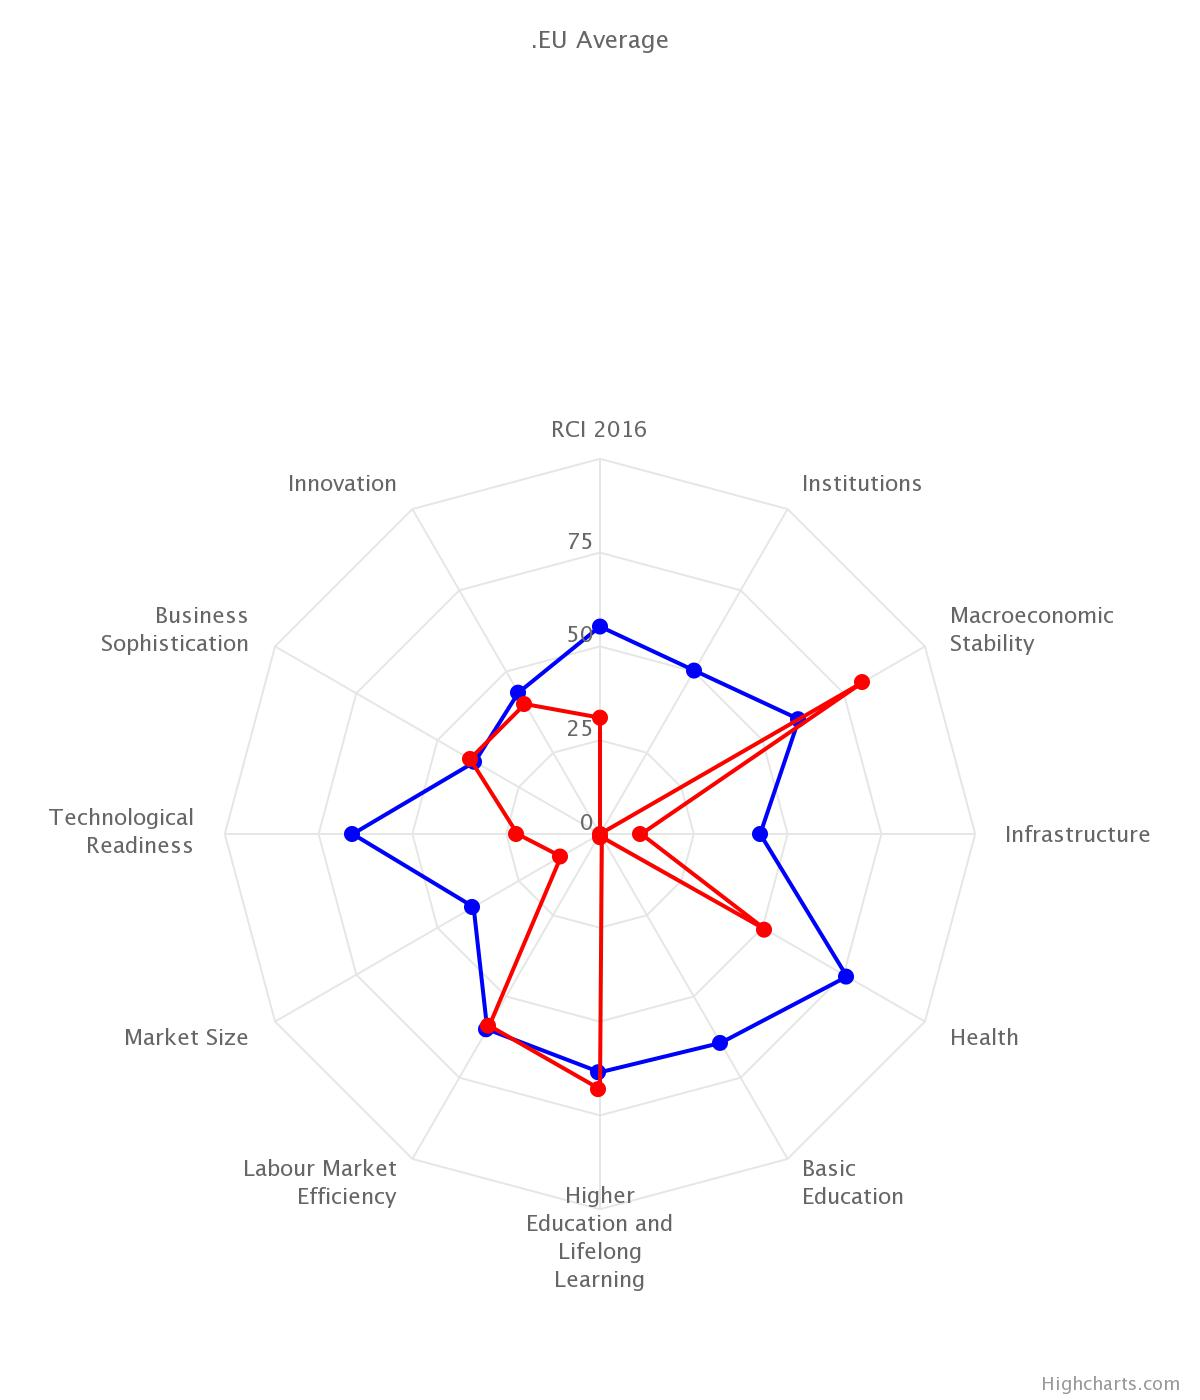 .EU Average
RCI 2016
Innovation
Institutions
75
Business
Sophistication
Macroeconomic
Stability
50
25
Technological
Readiness
0
Infrastructure
Market Size
Health
Labour Market
Efficiency
Basic
Education
Higher
Education and
Lifelong
Learning
Highcharts.com